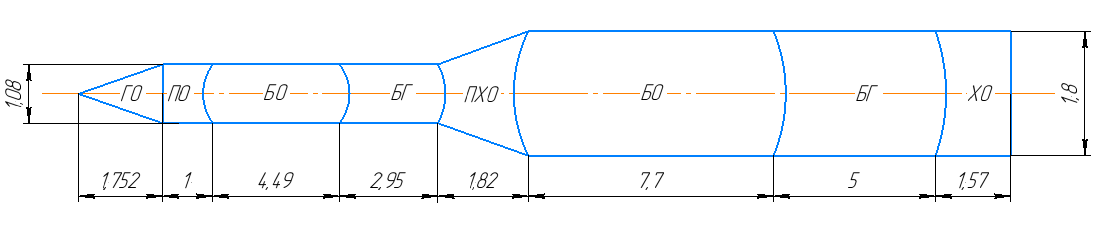 1,08
ГО
ПО
БО
БГ
ПХО
БО
БГ
ХО
1,8
1,752
1
4,49
2,95
1,82
7,7
5
1,57